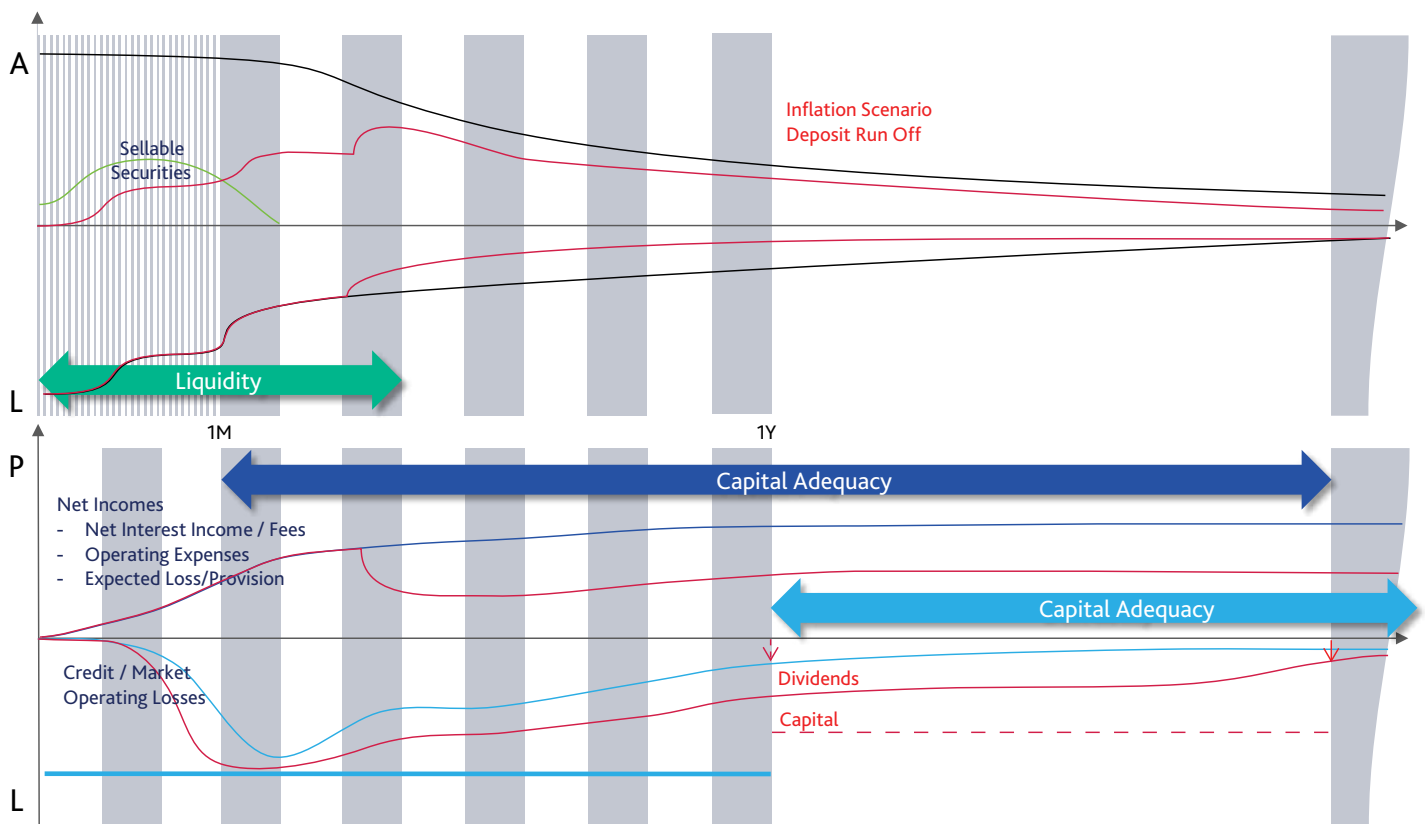 A
Inflation Scenario
Deposit Run Off
Sellable
Securities
Liquidity
L
1M
1Y
P
Capital Adequacy
Net Incomes
- Net Interest Income / Fees
- Operating Expenses
- Expected Loss/Provision
Capital Adequacy
Credit / Market
Operating Losses
Dividends
Capital
L